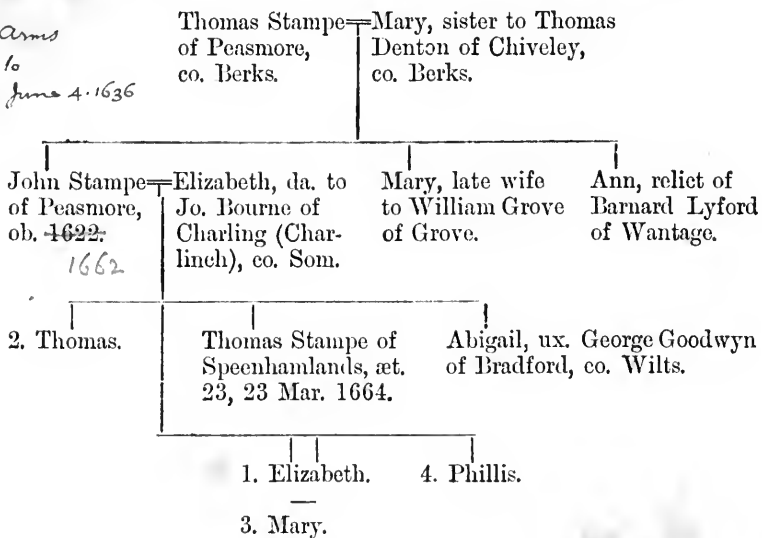 Arms
to
June 4. 1636
Thomas Stampe
of Peasmore,
co. Berks.
Mary, sister to Thomas
Denton of Chiveley,
co. Berks.
John Stampe
of Peasmore,
ob. 1622.
1662
Elizabeth, da. to
Jo. Bourne of
Charling (Char-
linch), co. Som.
Mary, late wife
to William Grove
of Grove.
Ann, relict of
Barnard Lyford
of Wantage.
2. Thomas.
Thomas Stampe of
Speenhamlands, æt.
23, 23 Mar. 1664.
Abigail, ux. George Goodwyn
of Bradford, co. Wilts.
1. Elizabeth.
4. Phillis.
3. Mary.